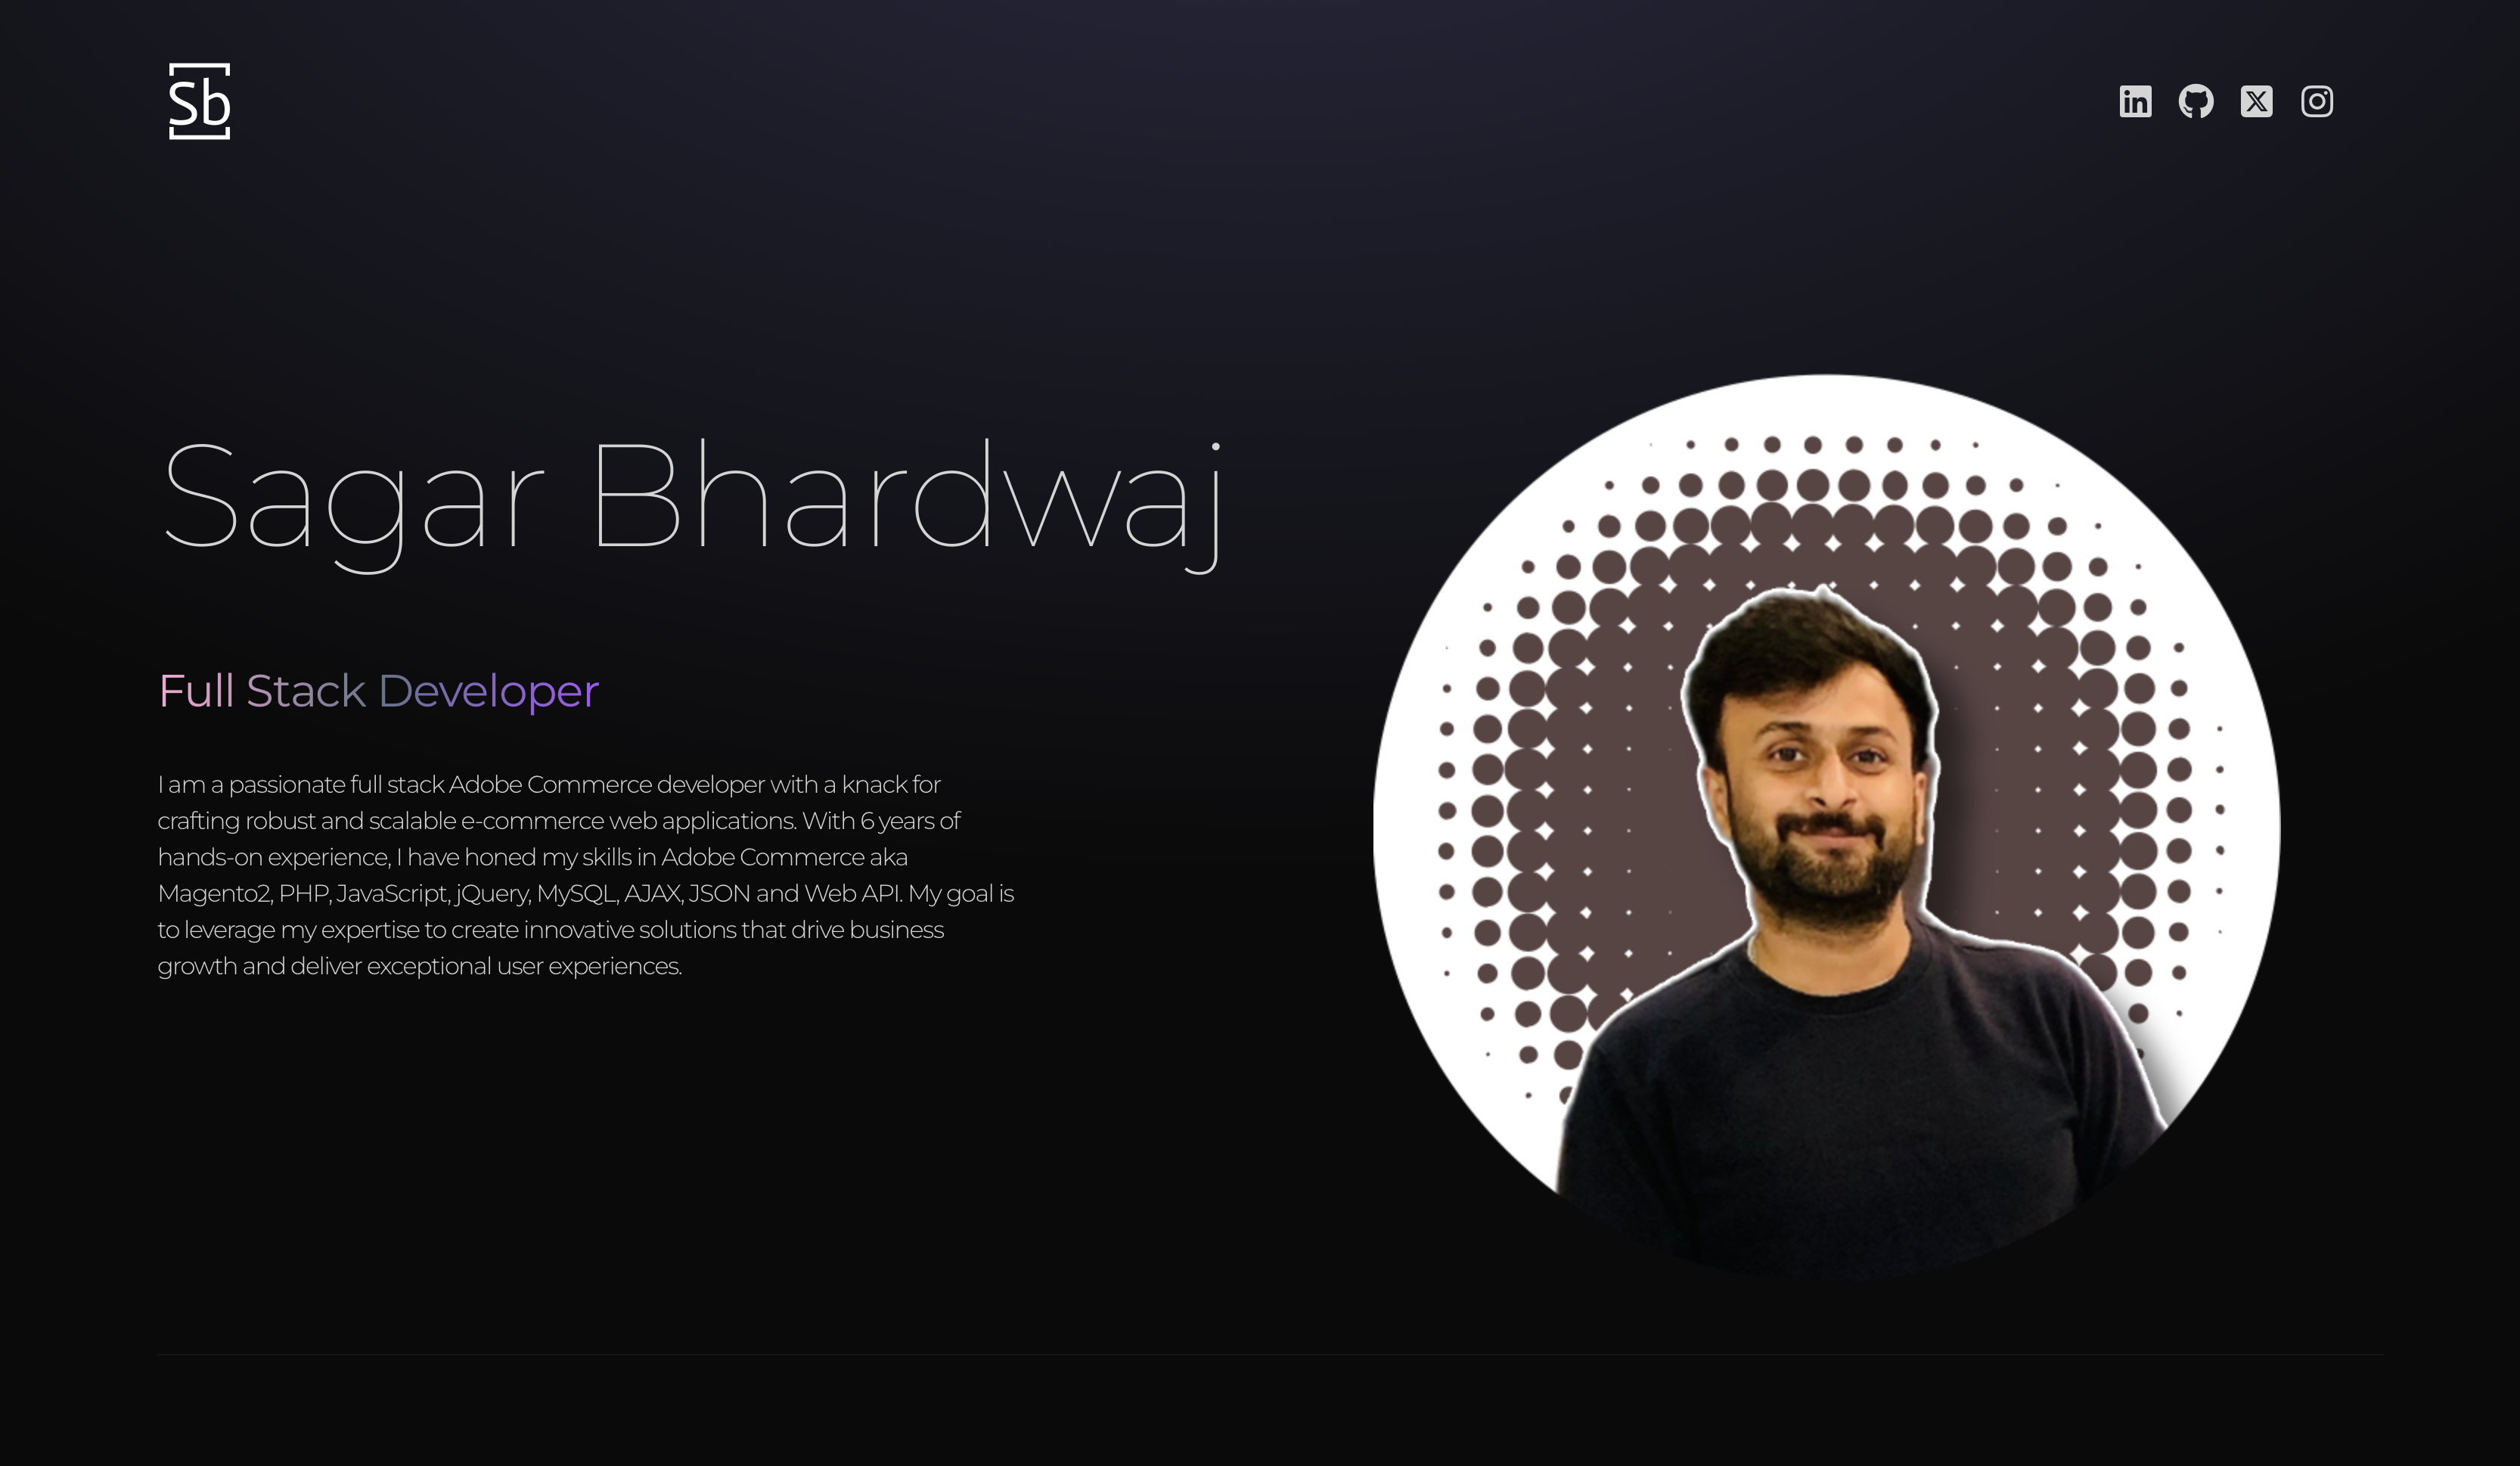 Sb
in
X
Sagar Bhardwaj
Full Stack Developer
I am a passionate full stack Adobe Commerce developer with a knack for
crafting robust and scalable e-commerce web applications. With 6 years of
hands-on experience, I have honed my skills in Adobe Commerce aka
Magento2, PHP, JavaScript, jQuery, MySQL, AJAX, JSON and Web API. My goal is
to leverage my expertise to create innovative solutions that drive business
growth and deliver exceptional user experiences.